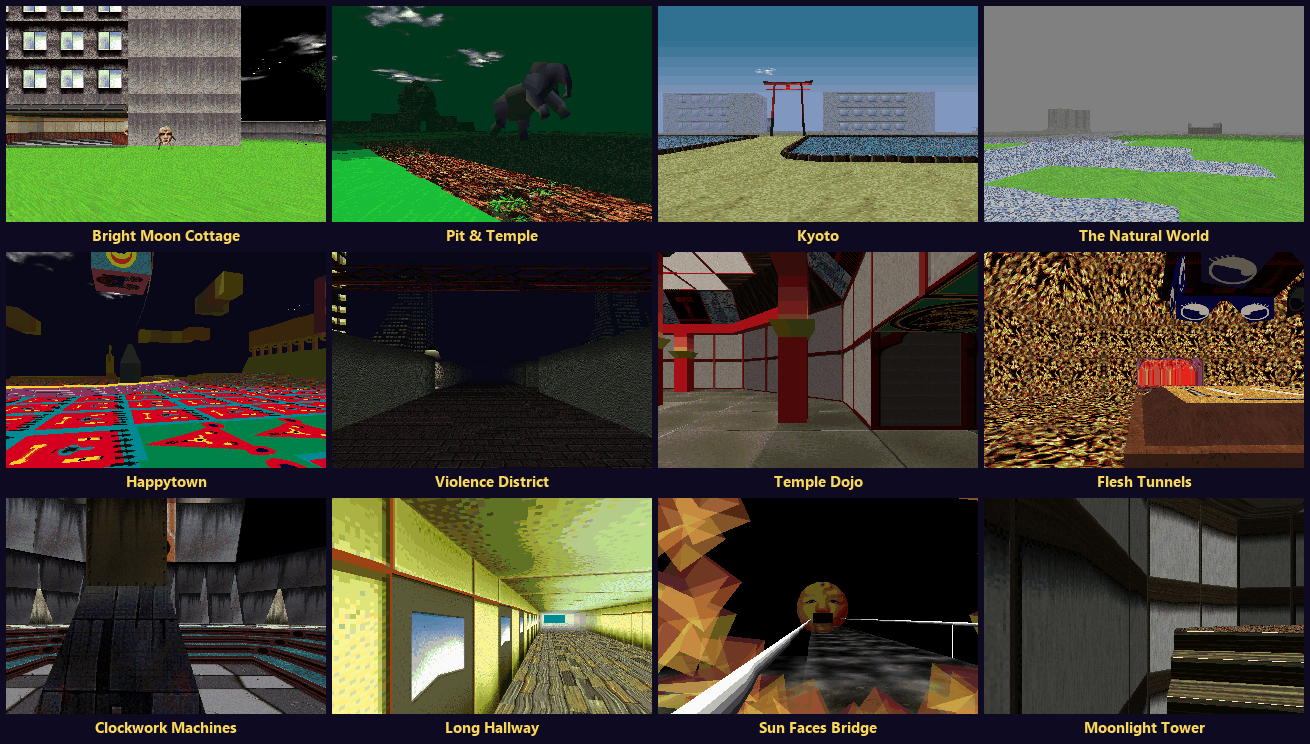 Bright Moon Cottage
Pit & Temple
Kyoto
The Natural World
Happytown
Violence District
Temple Dojo
Flesh Tunnels
Clockwork Machines
Long Hallway
Sun Faces Bridge
Moonlight Tower